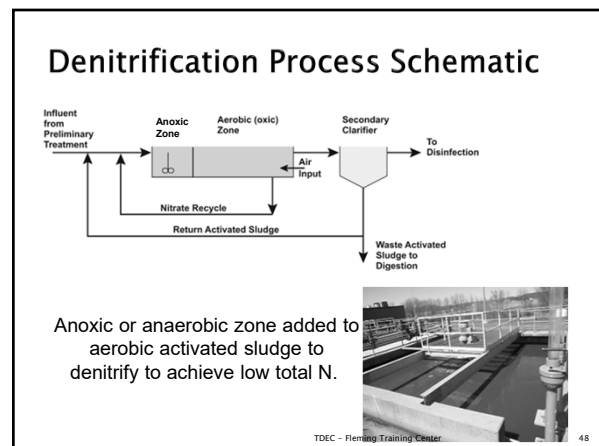 Denitrification Process Schematic
Influent
from
Preliminary
Treatment
Anoxic
Zone
Aerobic (oxic)
Zone
Secondary
Clarifier
To
Disinfection
Air
Input
Nitrate Recycle
Return Activated Sludge
Waste Activated
Sludge to
Digestion
Anoxic or anaerobic zone added to
aerobic activated sludge to
denitrify to achieve low total N.
TDEC - Fleming Training Center
48